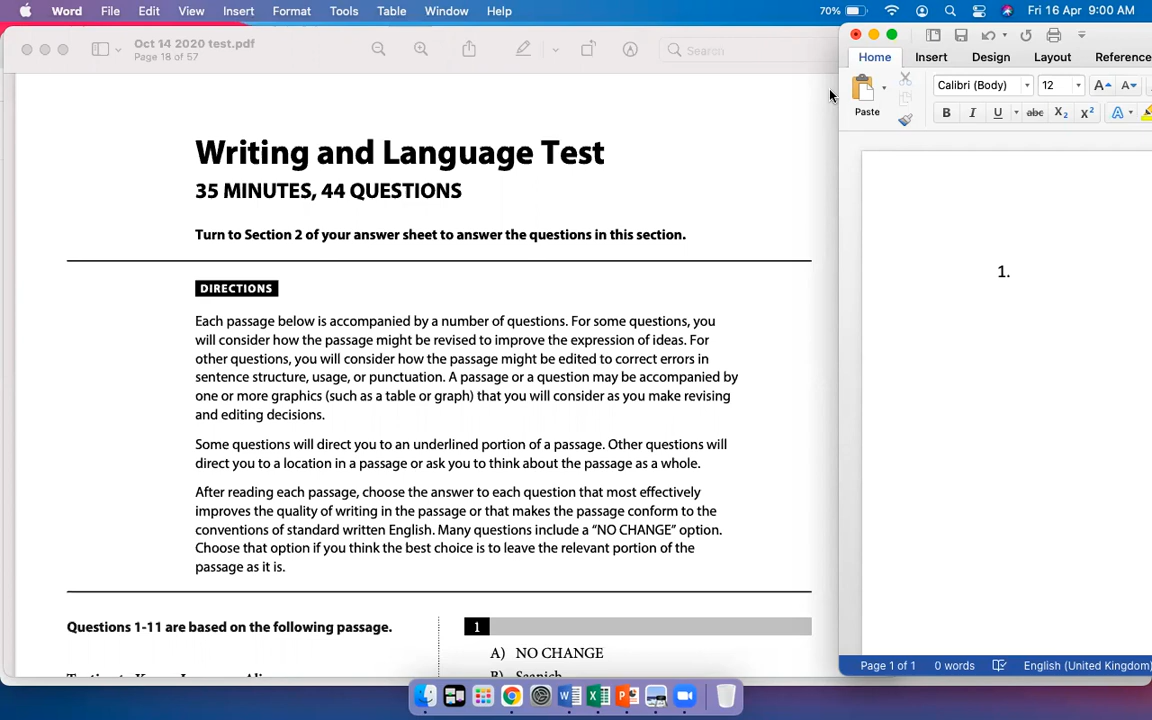 Word File Edit View Insert Format Tools Table Window Help 70% Fri 16 Apr 9:00 AM
Oct 14 2020 test.pdf
Page 18 of 57
Search
Home Insert Design Layout Reference
Calibri (Body) 12
Paste
Writing and Language Test
35 MINUTES, 44 QUESTIONS
Turn to Section 2 of your answer sheet to answer the questions in this section.
DIRECTIONS
Each passage below is accompanied by a number of questions. For some questions, you
will consider how the passage might be revised to improve the expression of ideas. For
other questions, you will consider how the passage might be edited to correct errors in
sentence structure, usage, or punctuation. A passage or a question may be accompanied by
one or more graphics (such as a table or graph) that you will consider as you make revising
and editing decisions.
Some questions will direct you to an underlined portion of a passage. Other questions will
direct you to a location in a passage or ask you to think about the passage as a whole.
After reading each passage, choose the answer to each question that most effectively
improves the quality of writing in the passage or that makes the passage conform to the
conventions of standard written English. Many questions include a “NO CHANGE” option.
Choose that option if you think the best choice is to leave the relevant portion of the
passage as it is.
Questions 1-11 are based on the following passage.
1
A) NO CHANGE
1.
Page 1 of 1 0 words English (United Kingdom)